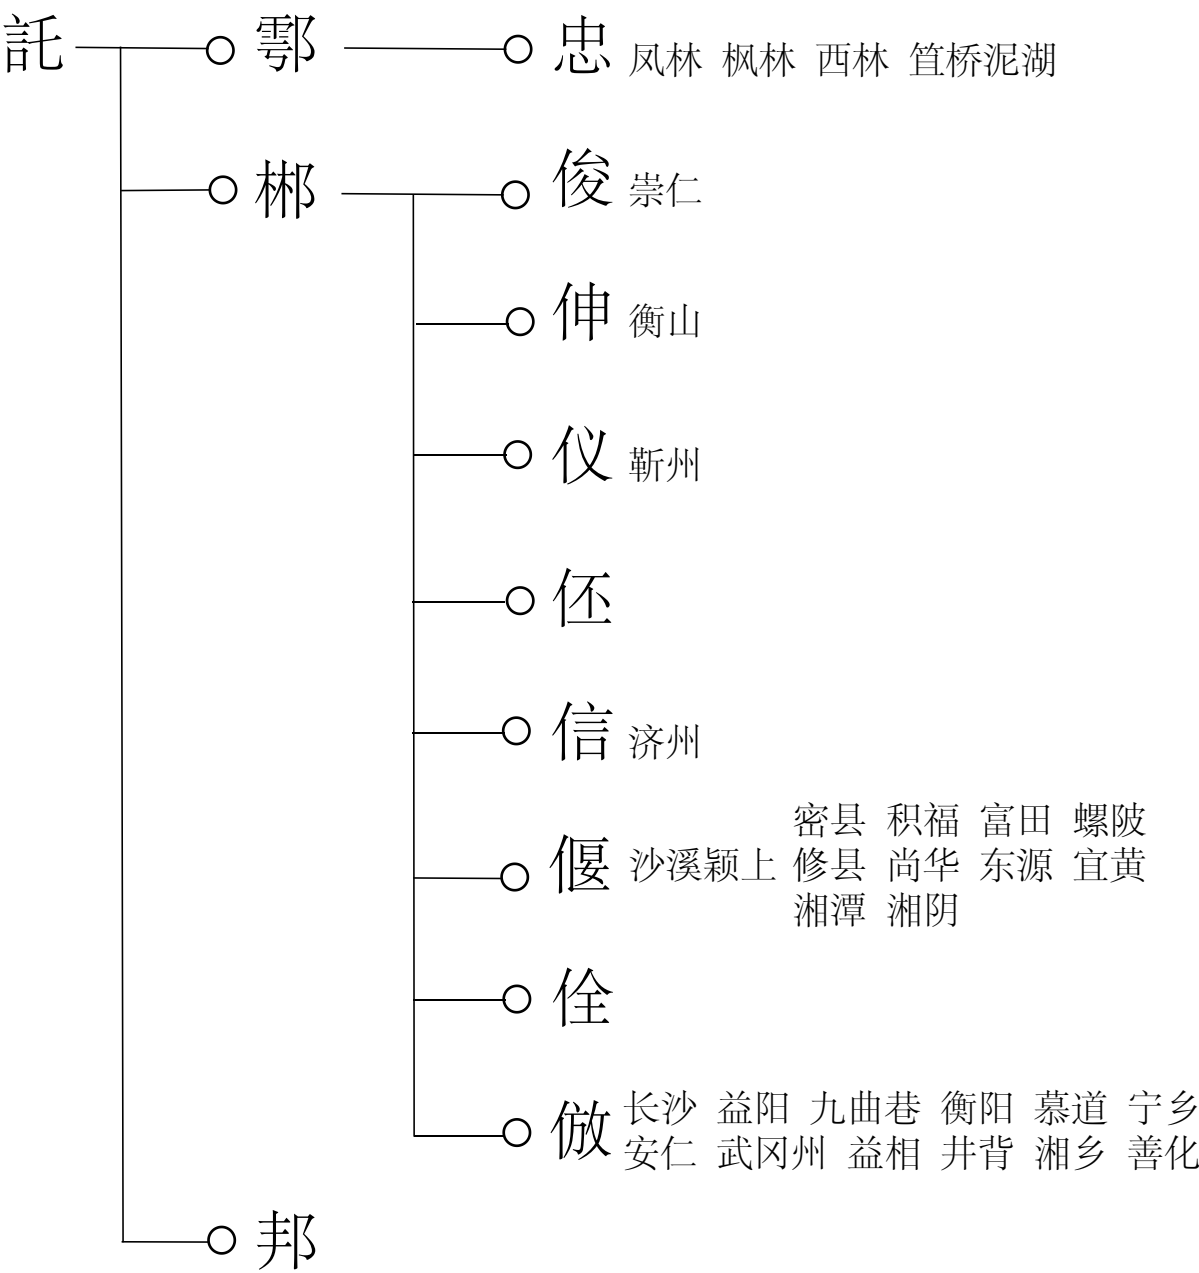 託 鄠 忠 凤林 枫林 西林 笪桥泥湖
郴 俊 崇仁
伸 衡山
仪 靳州
伾
信 济州
偃 沙溪颖上 密县 积福 富田 螺陂
修县 尚华 东源 宜黄
湘潭 湘阴
佺
倣 长沙 益阳 九曲巷 衡阳 慕道 宁乡
安仁 武冈州 益相 井背 湘乡 善化
邦